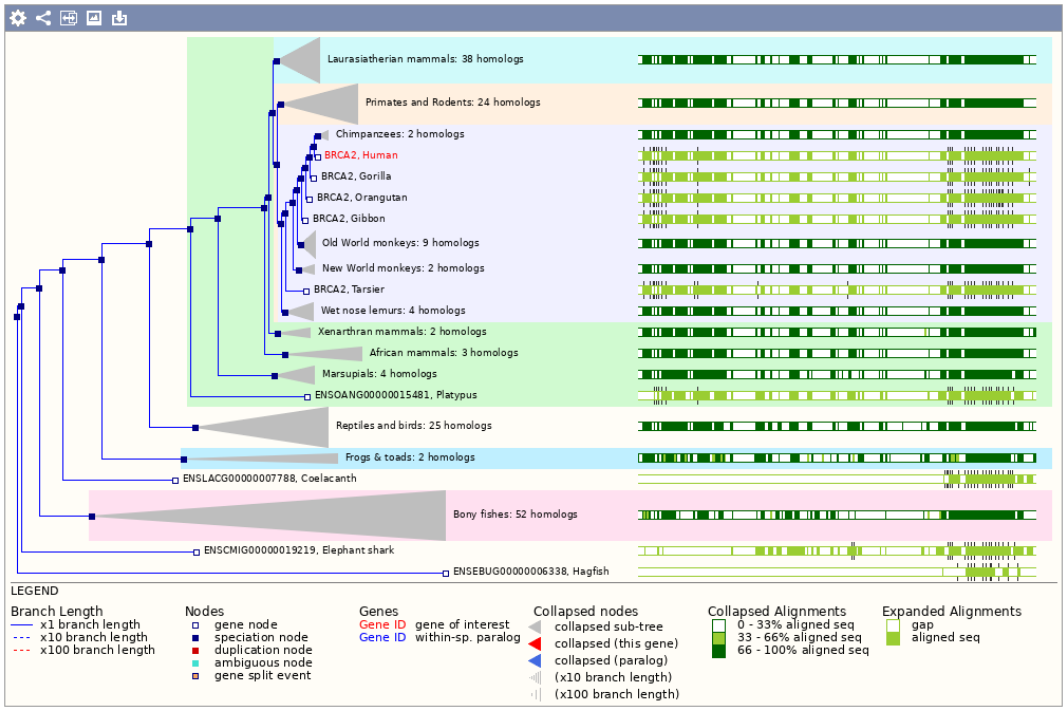 Laurasiatherian mammals: 38 homologs
Primates and Rodents: 24 homologs
Chimpanzees: 2 homologs
BRCA2, Human
BRCA2, Gorilla
BRCA2, Orangutan
BRCA2, Gibbon
Old World monkeys: 9 homologs
New World monkeys: 2 homologs
BRCA2, Tarsier
Wet nose lemurs: 4 homologs
Xenarthran mammals: 2 homologs
African mammals: 3 homologs
Marsupials: 4 homologs
ENSOANG00000015481, Platypus
Reptiles and birds: 25 homologs
Frogs & toads: 2 homologs
ENSLACG00000007788, Coelacanth
Bony fishes: 52 homologs
ENSCMIG00000019219, Elephant shark
ENSEBUG00000006338, Hagfish
LEGEND
Branch Length
x1 branch length
x10 branch length
x100 branch length
Nodes
gene node
speciation node
duplication node
ambiguous node
gene split event
Genes
Gene ID gene of interest
Gene ID within-sp. paralog
Collapsed nodes
collapsed sub-tree
collapsed (this gene)
collapsed (paralog)
(x10 branch length)
(x100 branch length)
Collapsed Alignments
0 - 33% aligned seq
33 - 66% aligned seq
66 - 100% aligned seq
Expanded Alignments
gap
aligned seq